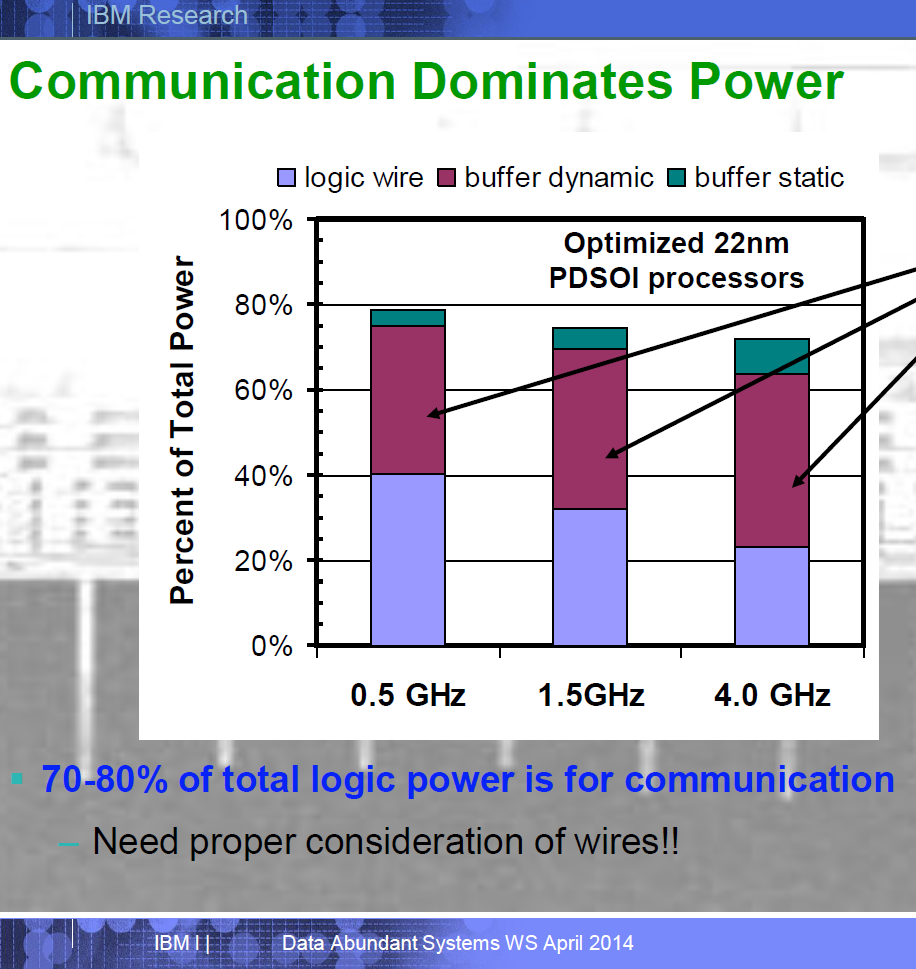 IBM Research
Communication Dominates Power
logic wire buffer dynamic buffer static
Optimized 22nm
PDSOI processors
Percent of Total Power
100%
80%
60%
40%
20%
0%
0.5 GHz 1.5GHz 4.0 GHz
70-80% of total logic power is for communication
– Need proper consideration of wires!!
IBM I | Data Abundant Systems WS April 2014